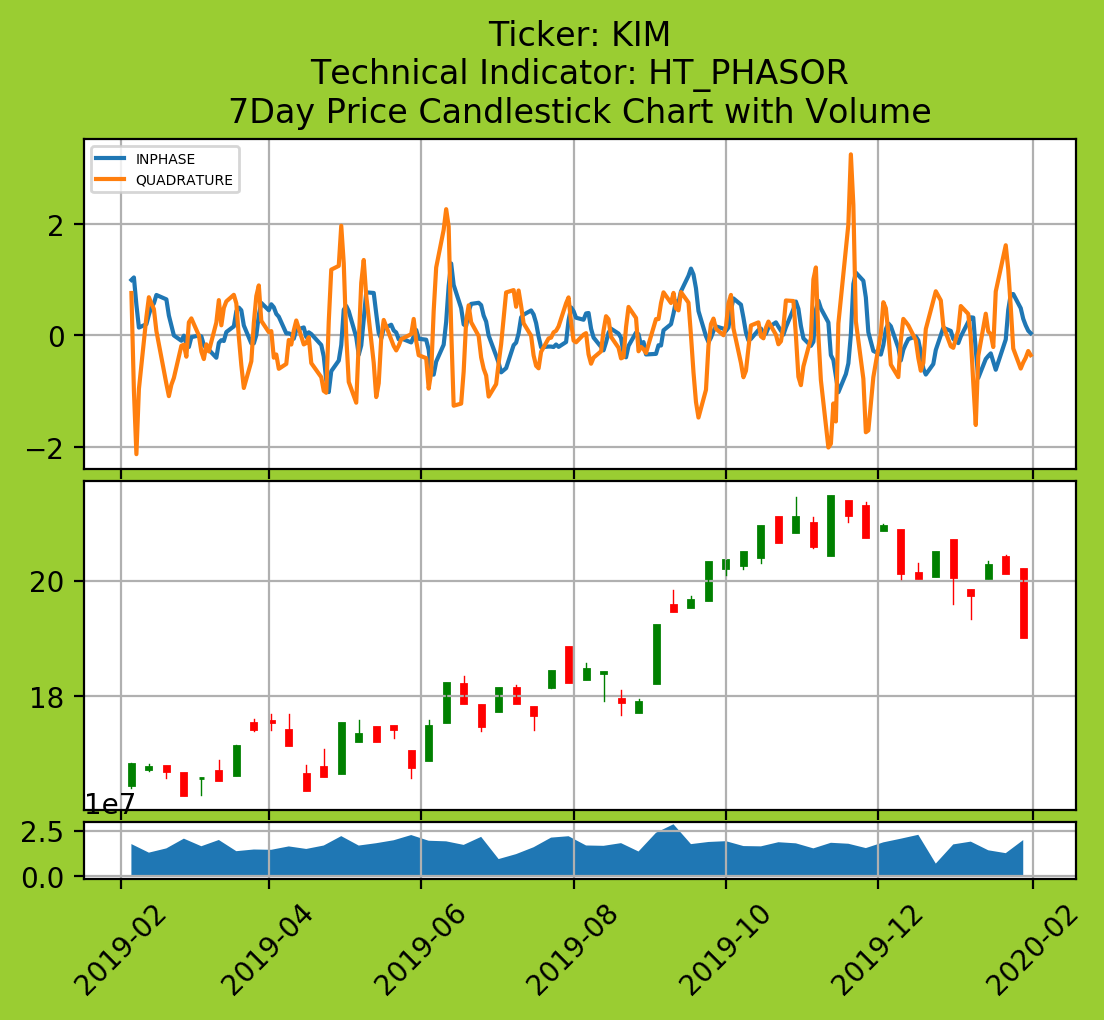 Ticker: KIM
Technical Indicator: HT_PHASOR
7Day Price Candlestick Chart with Volume
INPHASE
QUADRATURE
2
0
−2
20
18
1e7
2.5
0.0
2019-02
2019-04
2019-06
2019-08
2019-10
2019-12
2020-02